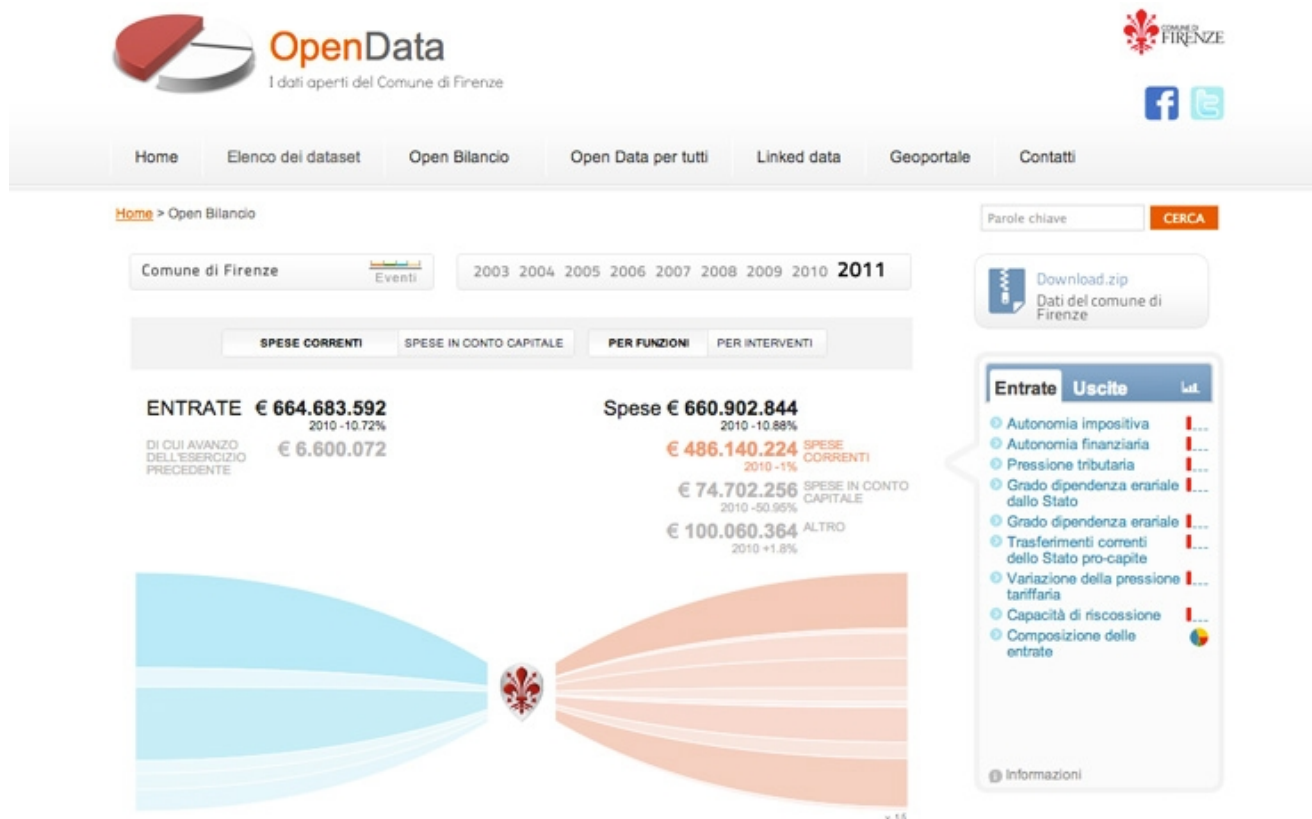 OpenData
I dati aperti del Comune di Firenze
COMUNE DI
FIRENZE
Home Elenco dei dataset Open Bilancio Open Data per tutti Linked data Geoportale Contatti
Home > Open Bilancio
Parole chiave CERCA
Comune di Firenze Eventi
2003 2004 2005 2006 2007 2008 2009 2010 2011
Download.zip
Dati del comune di
Firenze
SPESE CORRENTI SPESE IN CONTO CAPITALE PER FUNZIONI PER INTERVENTI
ENTRATE € 664.683.592
2010 -10.72%
DI CUI AVANZO
DELL'ESERCIZIO
PRECEDENTE
€ 6.600.072
Spese € 660.902.844
2010 -10.88%
€ 486.140.224 SPESE
CORRENTI
2010 -1%
€ 74.702.256 SPESE IN CONTO
CAPITALE
2010 -50.95%
€ 100.060.364 ALTRO
2010 +1.8%
Entrate Uscite
Autonomia impositiva
Autonomia finanziaria
Pressione tributaria
Grado dipendenza erariale
dallo Stato
Grado dipendenza erariale
Trasferimenti correnti
dello Stato pro-capite
Variazione della pressione
tariffaria
Capacità di riscossione
Composizione delle
entrate
Informazioni